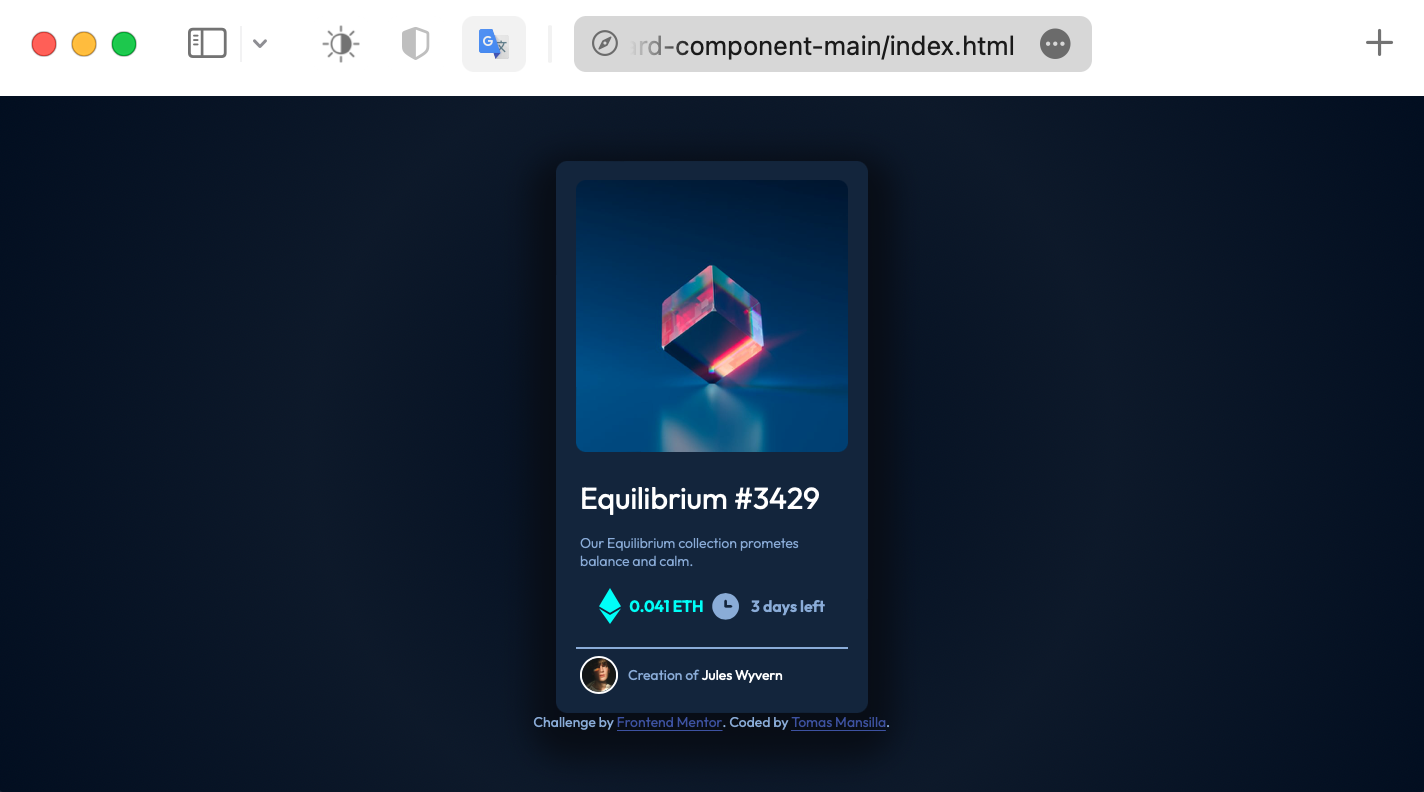 ard-component-main/index.html
Equilibrium #3429
Our Equilibrium collection prometes
balance and calm.
0.041 ETH
3 days left
Creation of Jules Wyvern
Challenge by Frontend Mentor. Coded by Tomas Mansilla.